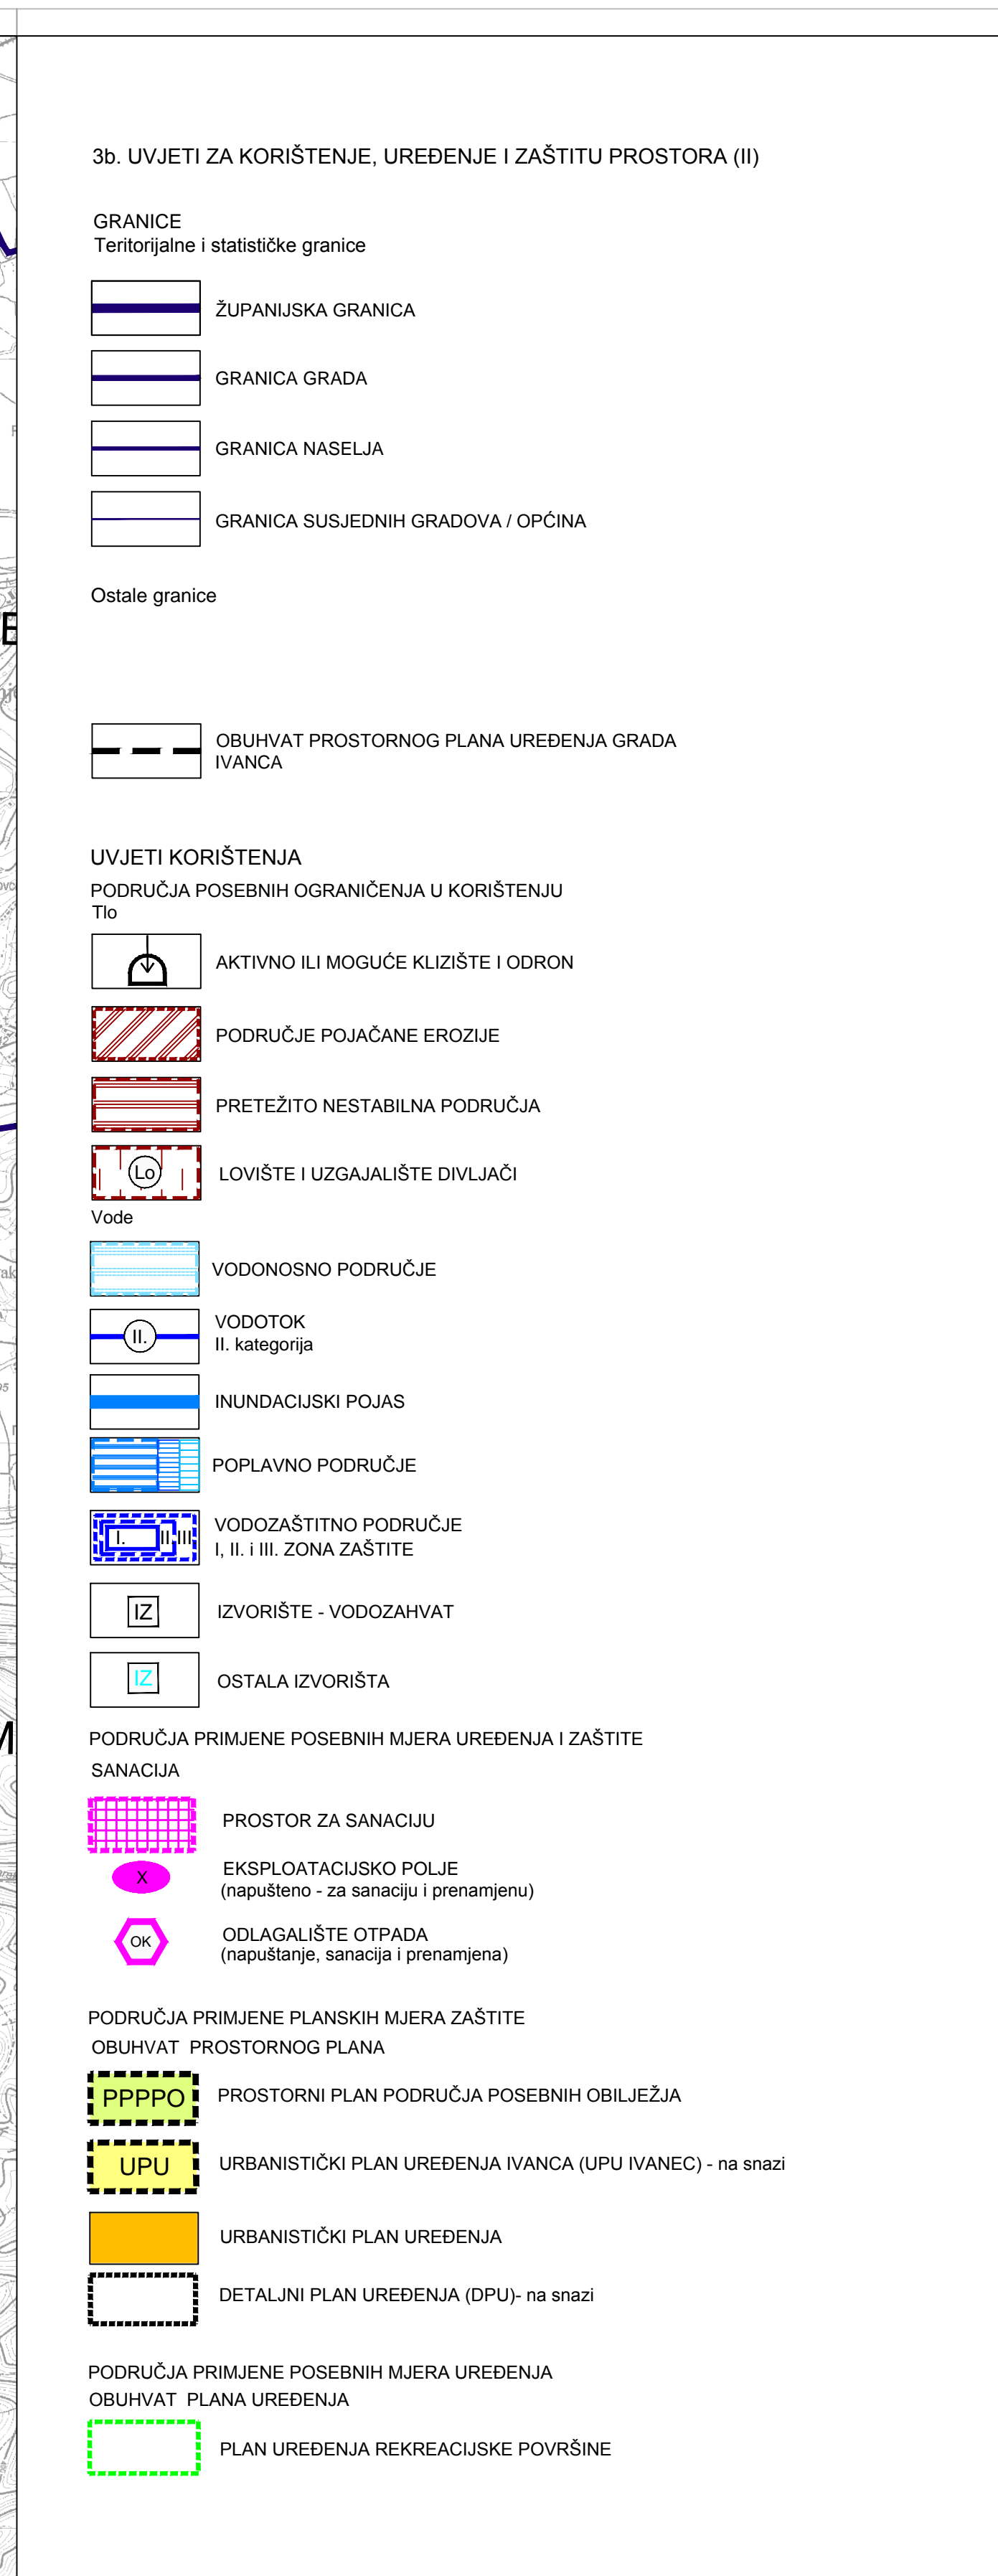 3b. UVJETI ZA KORIŠTENJE, UREĐENJE I ZAŠTITU PROSTORA (II)
GRANICE
Teritorijalne i statističke granice
ŽUPANIJSKA GRANICA
GRANICA GRADA
GRANICA NASELJA
GRANICA SUSJEDNIH GRADOVA / OPĆINA
Ostale granice
OBUHVAT PROSTORNOG PLANA UREĐENJA GRADA
IVANCA
UVJETI KORIŠTENJA
PODRUČJA POSEBNIH OGRANIČENJA U KORIŠTENJU
Tlo
AKTIVNO ILI MOGUĆE KLIZIŠTE I ODRON
PODRUČJE POJAČANE EROZIJE
PRETEŽITO NESTABILNA PODRUČJA
Lo LOVIŠTE I UZGAJALIŠTE DIVLJAČI
Vode
VODONOSNO PODRUČJE
VODOTOK
II. II. kategorija
INUNDACIJSKI POJAS
POPLAVNO PODRUČJE
VODOZAŠTITNO PODRUČJE
I. II. III. I, II. i III. ZONA ZAŠTITE
IZ IZVORIŠTE - VODOZAHVAT
IZ OSTALA IZVORIŠTA
PODRUČJA PRIMJENE POSEBNIH MJERA UREĐENJA I ZAŠTITE
SANACIJA
PROSTOR ZA SANACIJU
X EKSPLOATACIJSKO POLJE
(napušteno - za sanaciju i prenamjenu)
OK ODLAGALIŠTE OTPADA
(napuštanje, sanacija i prenamjena)
PODRUČJA PRIMJENE PLANSKIH MJERA ZAŠTITE
OBUHVAT PROSTORNOG PLANA
PPPPO PROSTORNI PLAN PODRUČJA POSEBNIH OBILJEŽJA
UPU URBANISTIČKI PLAN UREĐENJA IVANCA (UPU IVANEC) - na snazi
URBANISTIČKI PLAN UREĐENJA
DETALJNI PLAN UREĐENJA (DPU)- na snazi
PODRUČJA PRIMJENE POSEBNIH MJERA UREĐENJA
OBUHVAT PLANA UREĐENJA
PLAN UREĐENJA REKREACIJSKE POVRŠINE